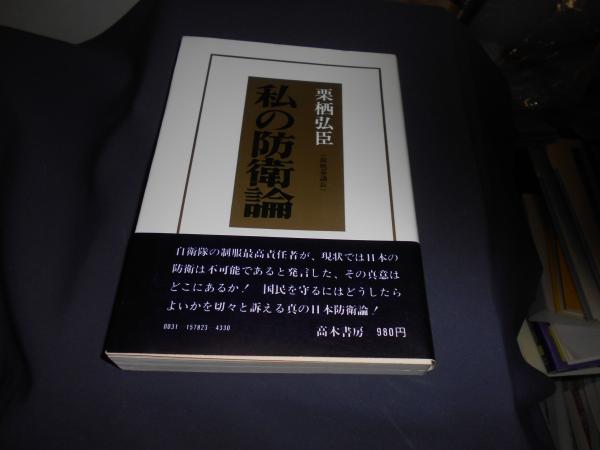 栗栖弘臣
私の防衛論
自衛隊の制服最高責任者が、現状では日本の
防衛は不可能であると発言した、その真意は
どこにあるか! 国民を守るにはどうしたら
よいかを切々と訴える真の日本防衛論!
0031 157823 4330
高木書房 980円